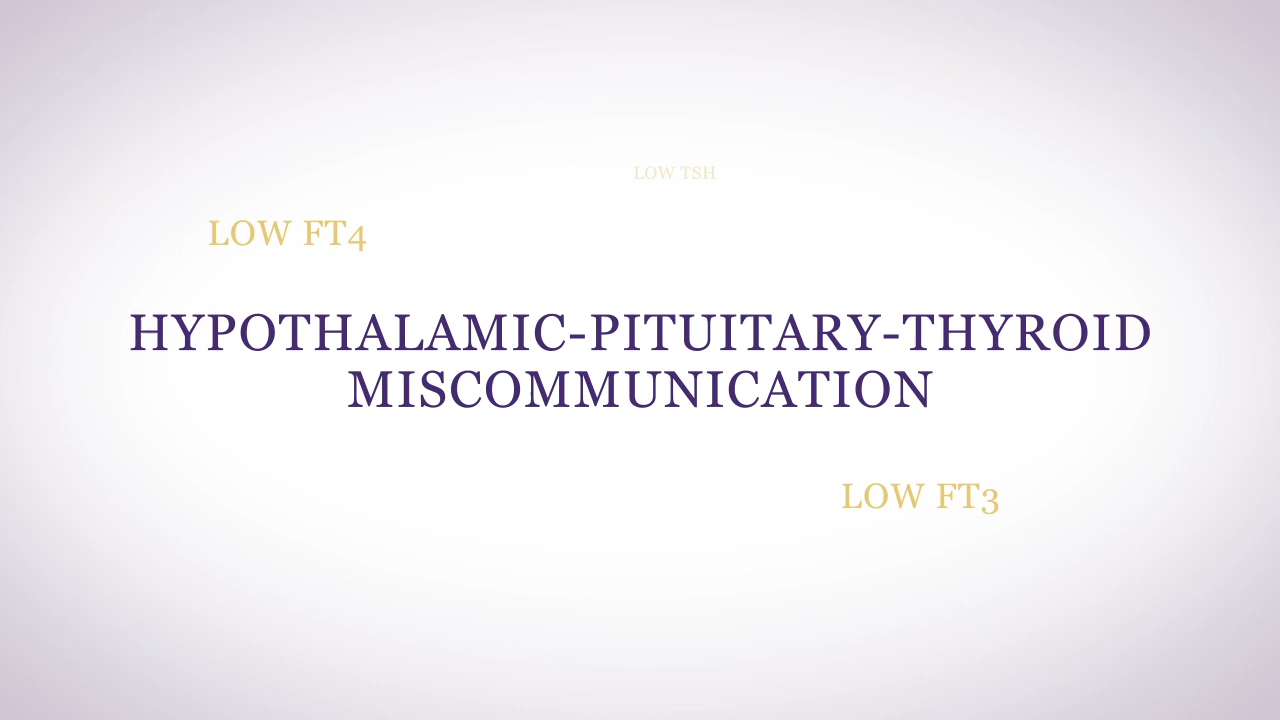 LOW TSH
LOW FT4
HYPOTHALAMIC-PITUITARY-THYROID
MISCOMMUNICATION
LOW FT3